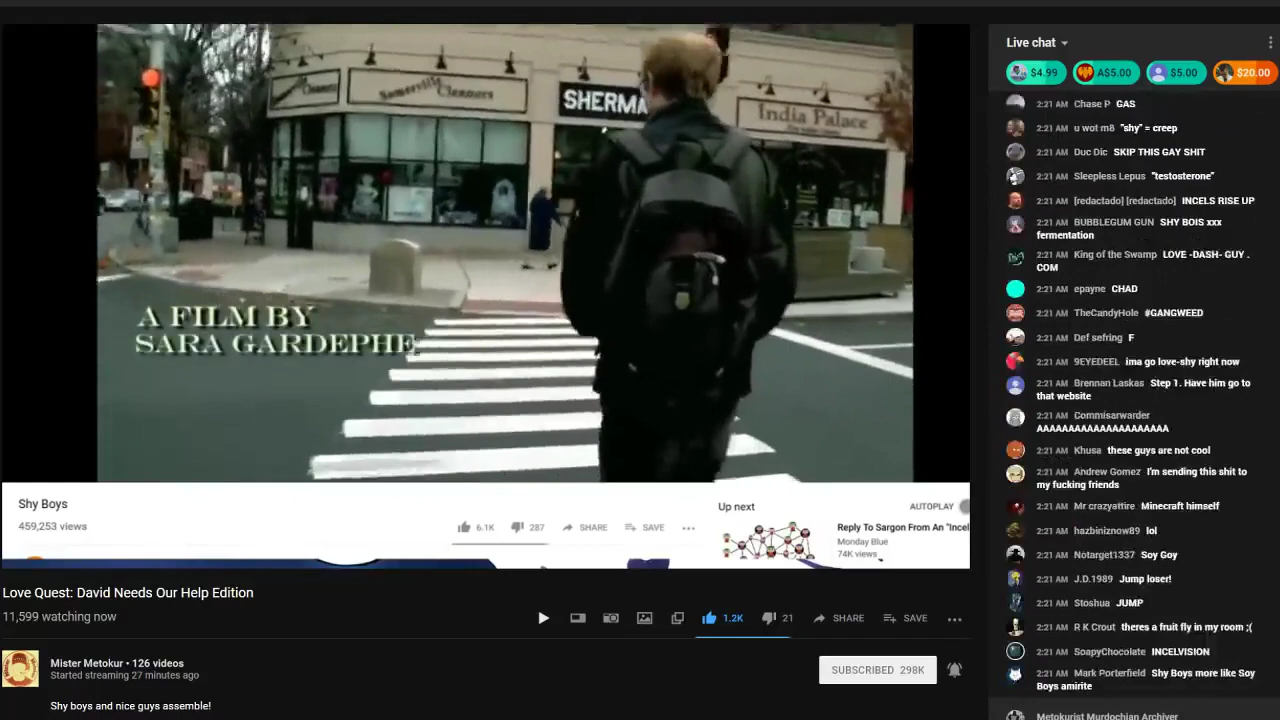 Somerville Cleaners
SHERMA
India Palace
A FILM BY
SARA GARDEPHE
Shy Boys
459,253 views
6.1K
287
SHARE
SAVE
Up next
AUTOPLAY
Reply To Sargon From An "Incel
Monday Blue
74K views
Love Quest: David Needs Our Help Edition
11,599 watching now
1.2K
21
SHARE
SAVE
Mister Metokur • 126 videos
Started streaming 27 minutes ago
SUBSCRIBED 298K
Shy boys and nice guys assemble!
Live chat
$4.99
A$5.00
$5.00
$20.00
2:21 AM Chase P GAS
2:21 AM u wot m8 "shy" = creep
2:21 AM Duc Dic SKIP THIS GAY SHIT
2:21 AM Sleepless Lepus "testosterone"
2:21 AM [redactado] [redactado] INCELS RISE UP
2:21 AM BUBBLEGUM GUN SHY BOIS xxx
fermentation
2:21 AM King of the Swamp LOVE -DASH- GUY .
COM
2:21 AM epayne CHAD
2:21 AM TheCandyHole #GANGWEED
2:21 AM Def sefring F
2:21 AM 9EYEDEEL ima go love-shy right now
2:21 AM Brennan Laskas Step 1. Have him go to
that website
2:21 AM Commisarwarder
AAAAAAAAAAAAAAAAAAAAA
2:21 AM Khusa these guys are not cool
2:21 AM Andrew Gomez I'm sending this shit to
my fucking friends
2:21 AM Mr crazyattire Minecraft himself
2:21 AM hazbiznow89 lol
2:21 AM Notarget1337 Soy Goy
2:21 AM J.D.1989 Jump loser!
2:21 AM Stoshua JUMP
2:21 AM R K Crout theres a fruit fly in my room ;(
2:21 AM SoapyChocolate INCELVISION
2:21 AM Mark Porterfield Shy Boys more like Soy
Boys amirite
Metokurist Murdochian Archiver